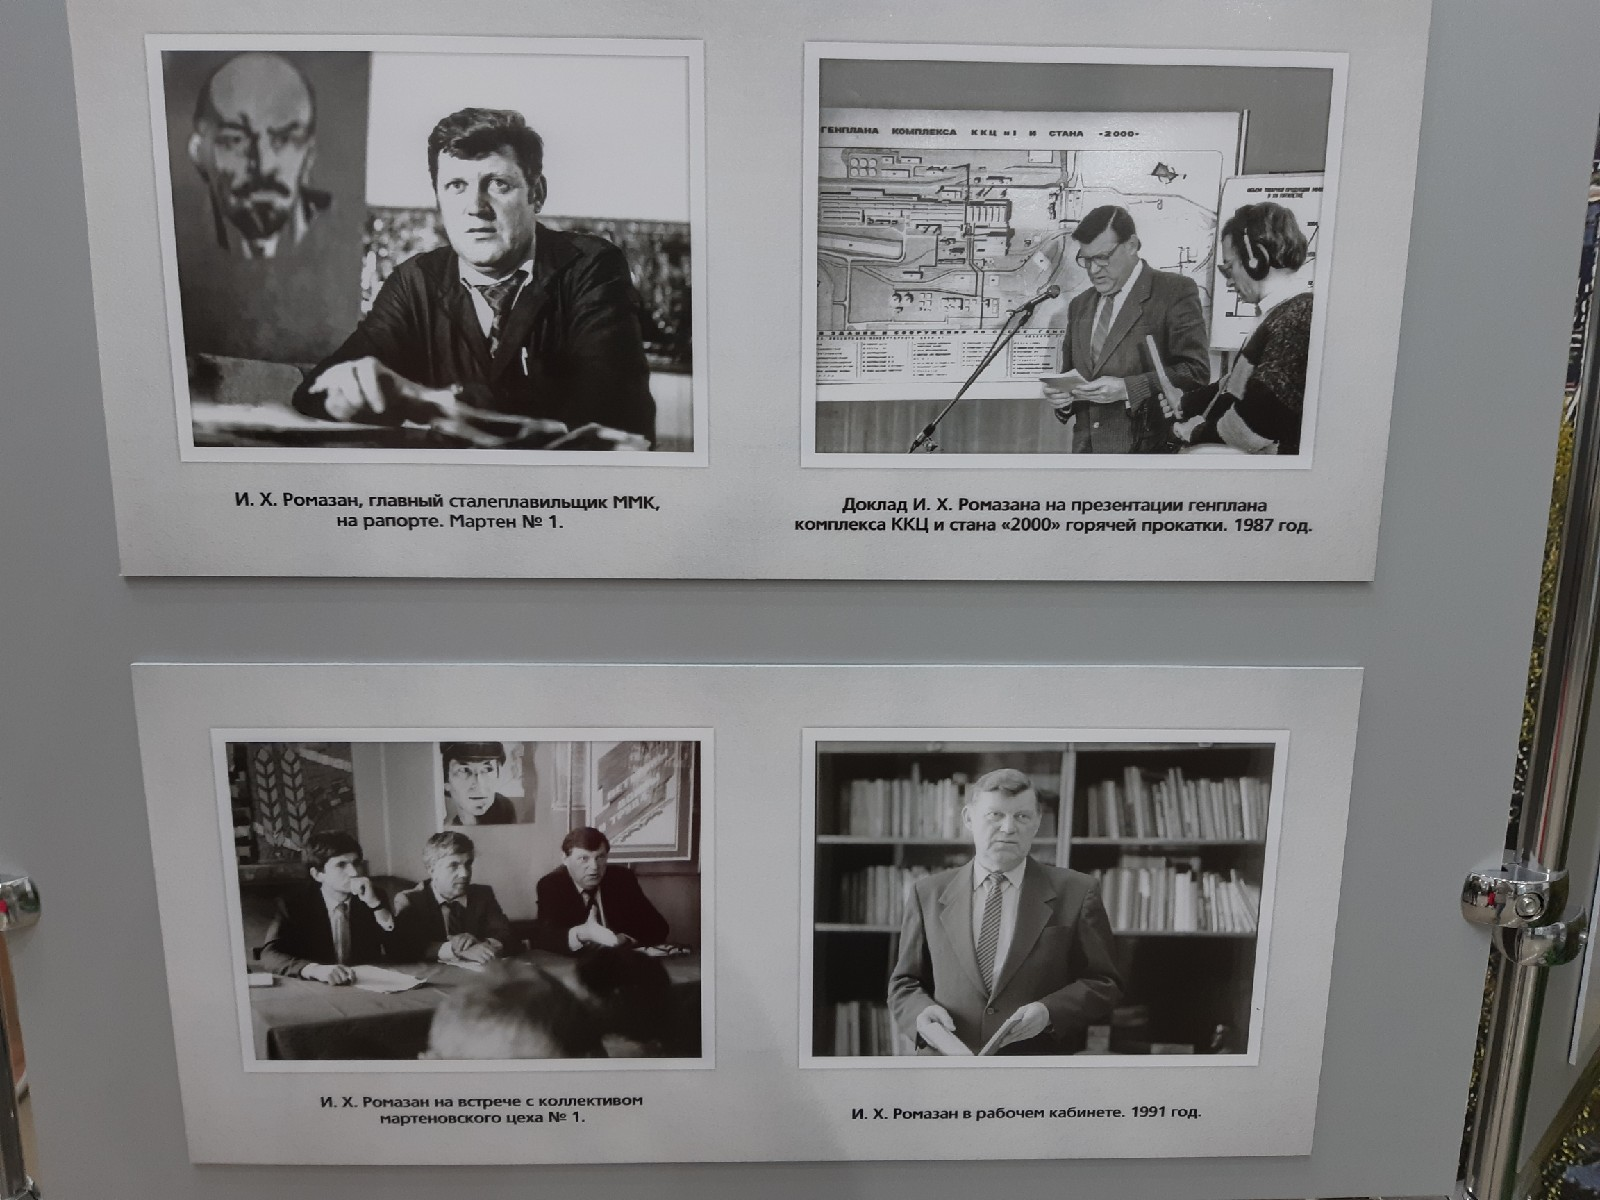 ГЕНПЛАНА КОМПЛЕКСА ККЦ №1 И СТАНА -2000-
И. Х. Ромазан, главный сталеплавильщик ММК,
на рапорте. Мартен № 1.
Доклад И. Х. Ромазана на презентации генплана
комплекса ККЦ и стана «2000» горячей прокатки. 1987 год.
И. Х. Ромазан на встрече с коллективом
мартеновского цеха № 1.
И. Х. Ромазан в рабочем кабинете. 1991 год.